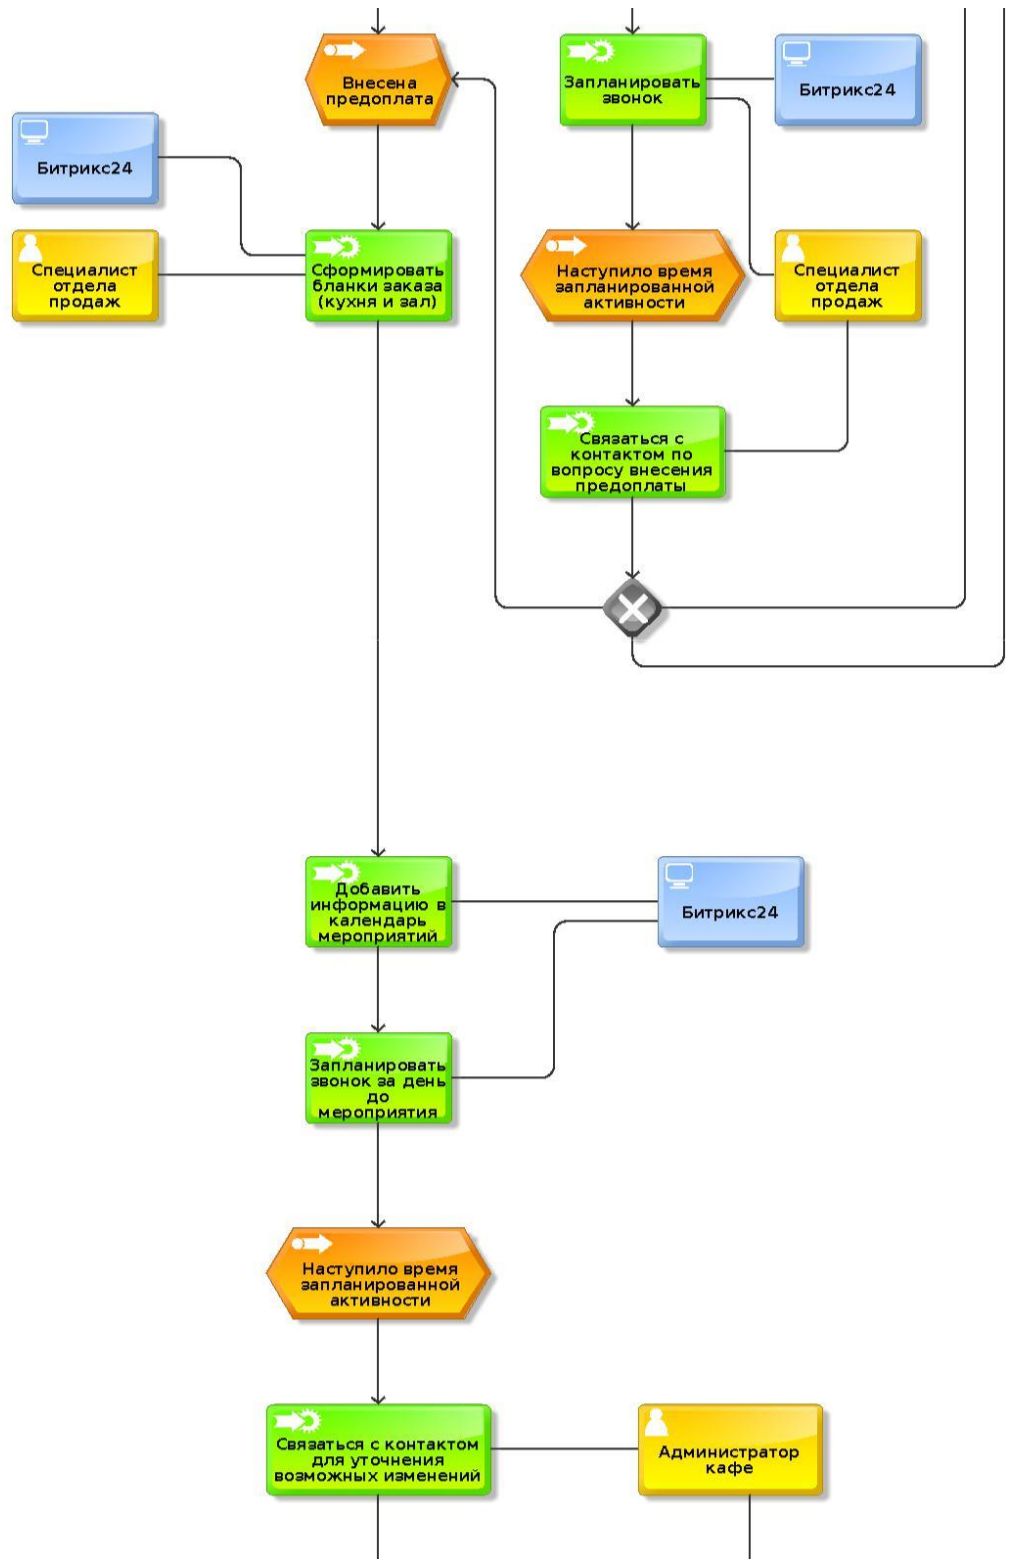 Внесена
предоплата
Запланировать
звонок
Битрикс24
Битрикс24
Специалист
отдела
продаж
Сформировать
бланки заказа
(кухня и зал)
Наступило время
запланированной
активности
Специалист
отдела
продаж
Связаться с
контактом по
вопросу внесения
предоплаты
Добавить
информацию в
календарь
мероприятий
Битрикс24
Запланировать
звонок за день
до
мероприятия
Наступило время
запланированной
активности
Связаться с контактом
для уточнения
возможных изменений
Администратор
кафе